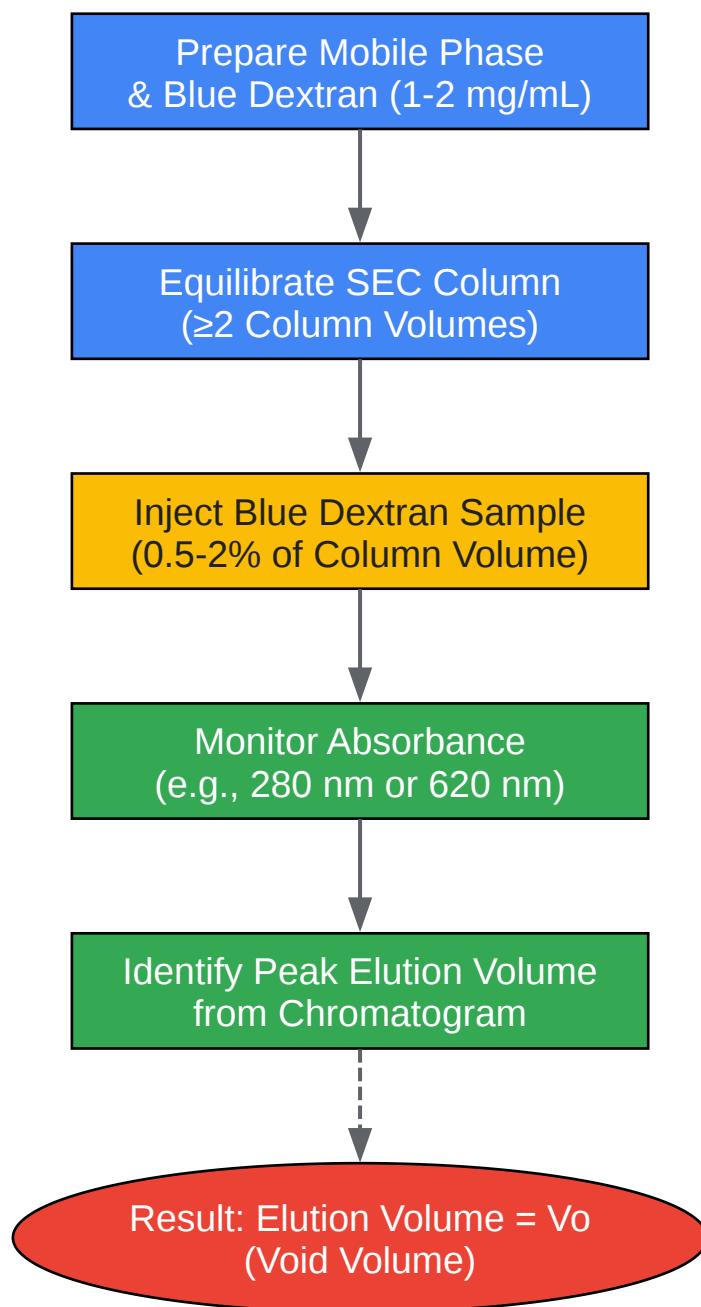 Prepare Mobile Phase
& Blue Dextran (1-2 mg/mL)
Equilibrate SEC Column
(≥2 Column Volumes)
Inject Blue Dextran Sample
(0.5-2% of Column Volume)
Monitor Absorbance
(e.g., 280 nm or 620 nm)
Identify Peak Elution Volume
from Chromatogram
Result: Elution Volume = Vo
(Void Volume)